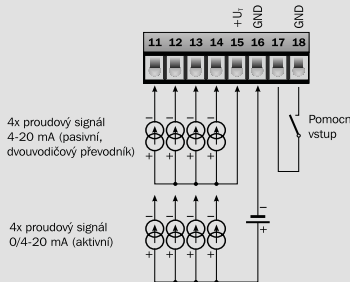 +UT GND GND
11 12 13 14 15 16 17 18
4x proudový signál
4-20 mA (pasivní,
dvouvodičový převodník)
Pomocn
vstup
4x proudový signál
0/4-20 mA (aktivní)